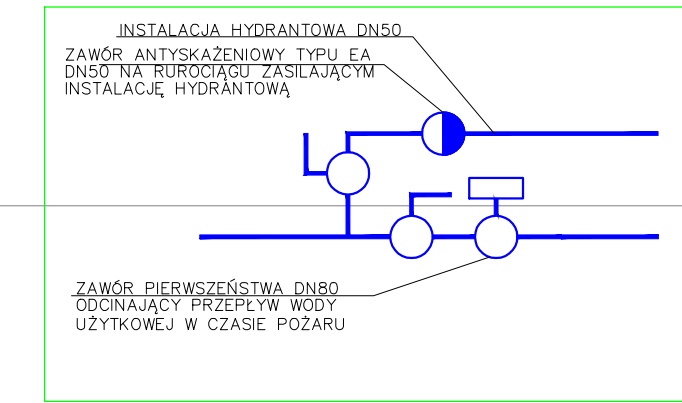 INSTALACJA HYDRANTOWA DN50
ZAWÓR ANTYSKAŻENIOWY TYPU EA
DN50 NA RUROCIĄGU ZASILAJĄCYM
INSTALACJĘ HYDRANTOWĄ
ZAWÓR PIERWSZEŃSTWA DN80
ODCINAJĄCY PRZEPŁYW WODY
UŻYTKOWEJ W CZASIE POŻARU